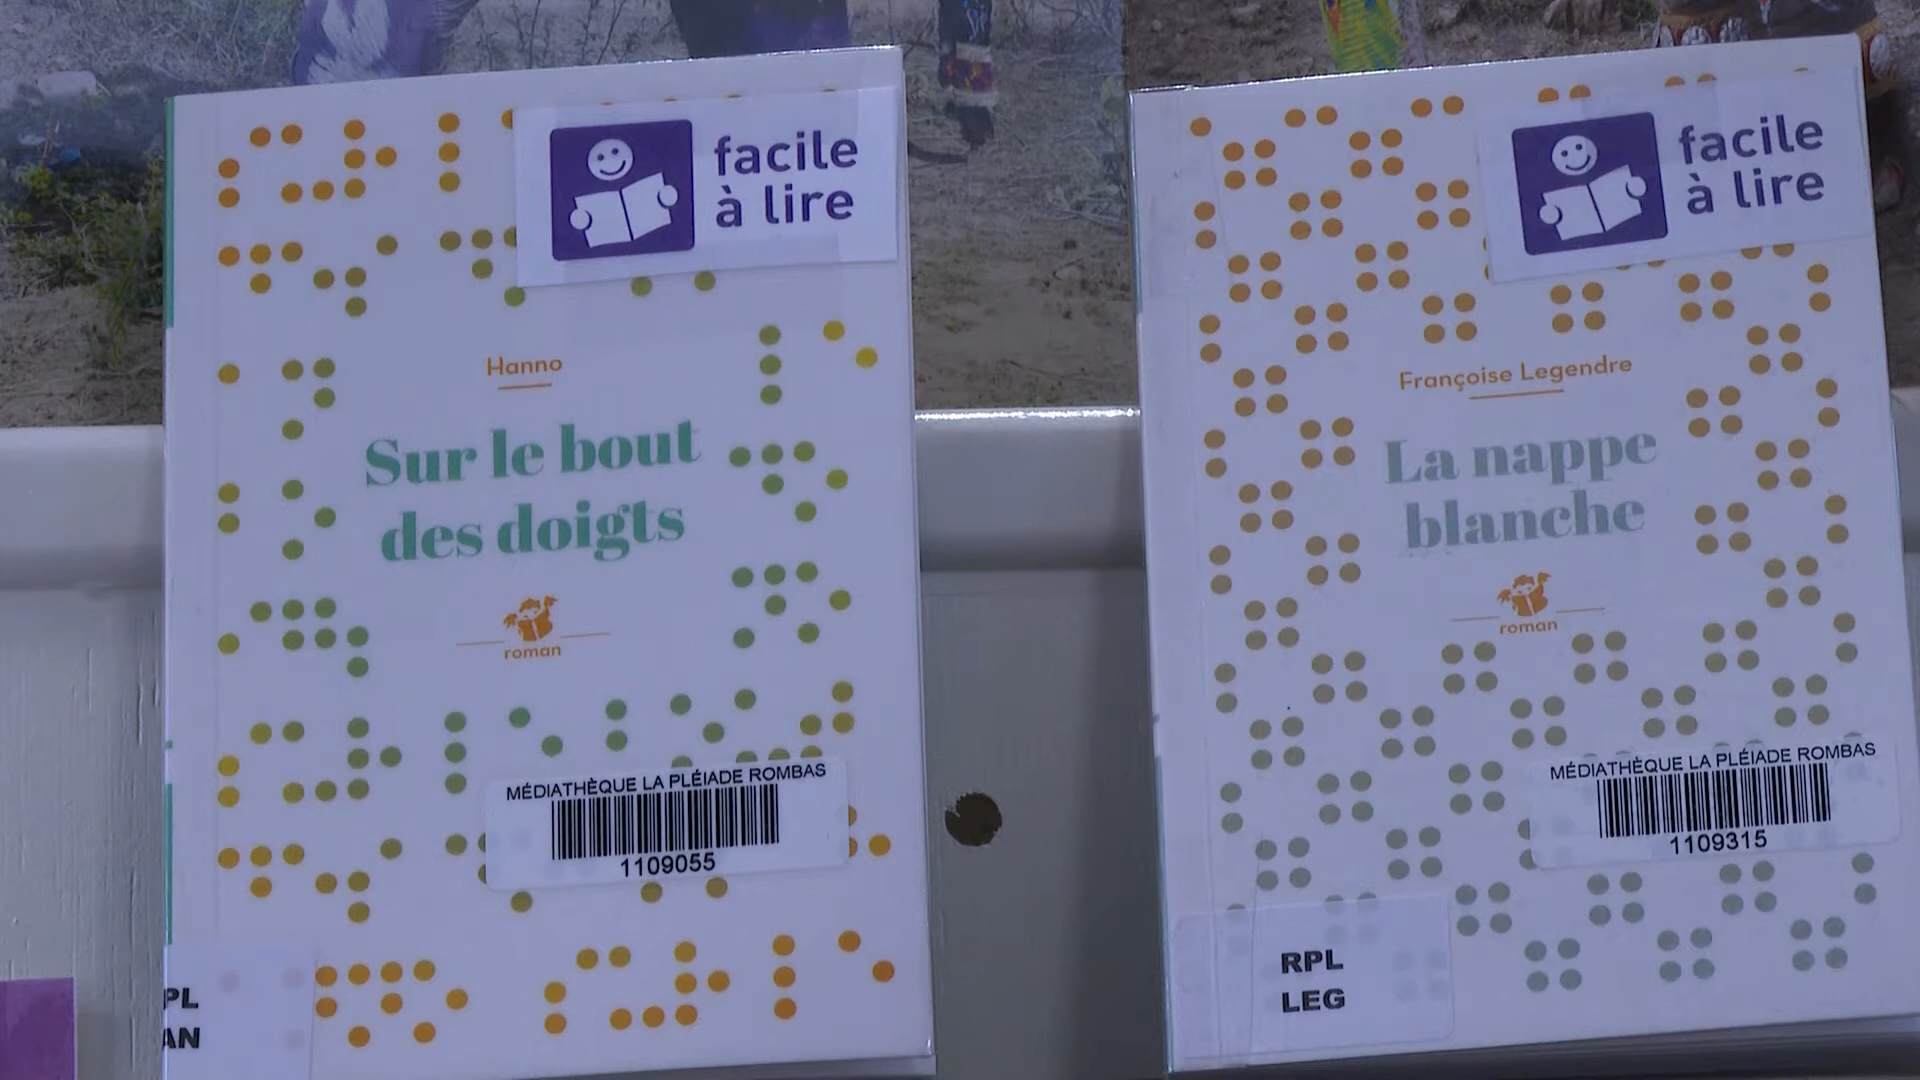 facile
à lire
Hanno
Sur le bout
des doigts
roman
MÉDIATHÈQUE LA PLÉIADE ROMBAS
1109055
PL
AN
facile
à lire
Françoise Legendre
La nappe
blanche
roman
MÉDIATHÈQUE LA PLÉIADE ROMBAS
1109315
RPL
LEG